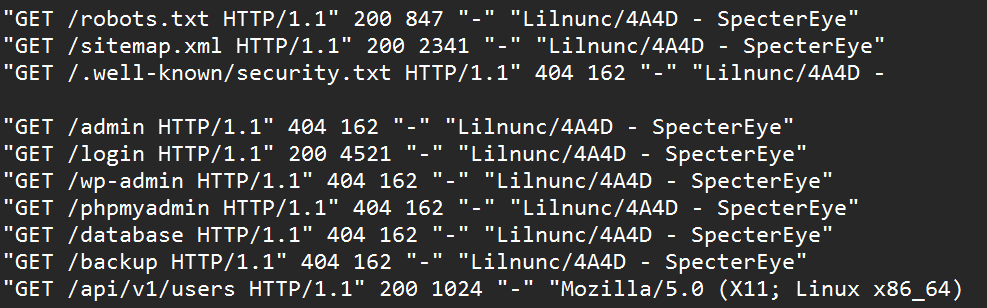 "GET /robots.txt HTTP/1.1" 200 847 "-" "Lilnunc/4A4D - SpecterEye"
"GET /sitemap.xml HTTP/1.1" 200 2341 "-" "Lilnunc/4A4D - SpecterEye"
"GET /.well-known/security.txt HTTP/1.1" 404 162 "-" "Lilnunc/4A4D -
"GET /admin HTTP/1.1" 404 162 "-" "Lilnunc/4A4D - SpecterEye"
"GET /login HTTP/1.1" 200 4521 "-" "Lilnunc/4A4D - SpecterEye"
"GET /wp-admin HTTP/1.1" 404 162 "-" "Lilnunc/4A4D - SpecterEye"
"GET /phpmyadmin HTTP/1.1" 404 162 "-" "Lilnunc/4A4D - SpecterEye"
"GET /database HTTP/1.1" 404 162 "-" "Lilnunc/4A4D - SpecterEye"
"GET /backup HTTP/1.1" 404 162 "-" "Lilnunc/4A4D - SpecterEye"
"GET /api/v1/users HTTP/1.1" 200 1024 "-" "Mozilla/5.0 (X11; Linux x86_64)